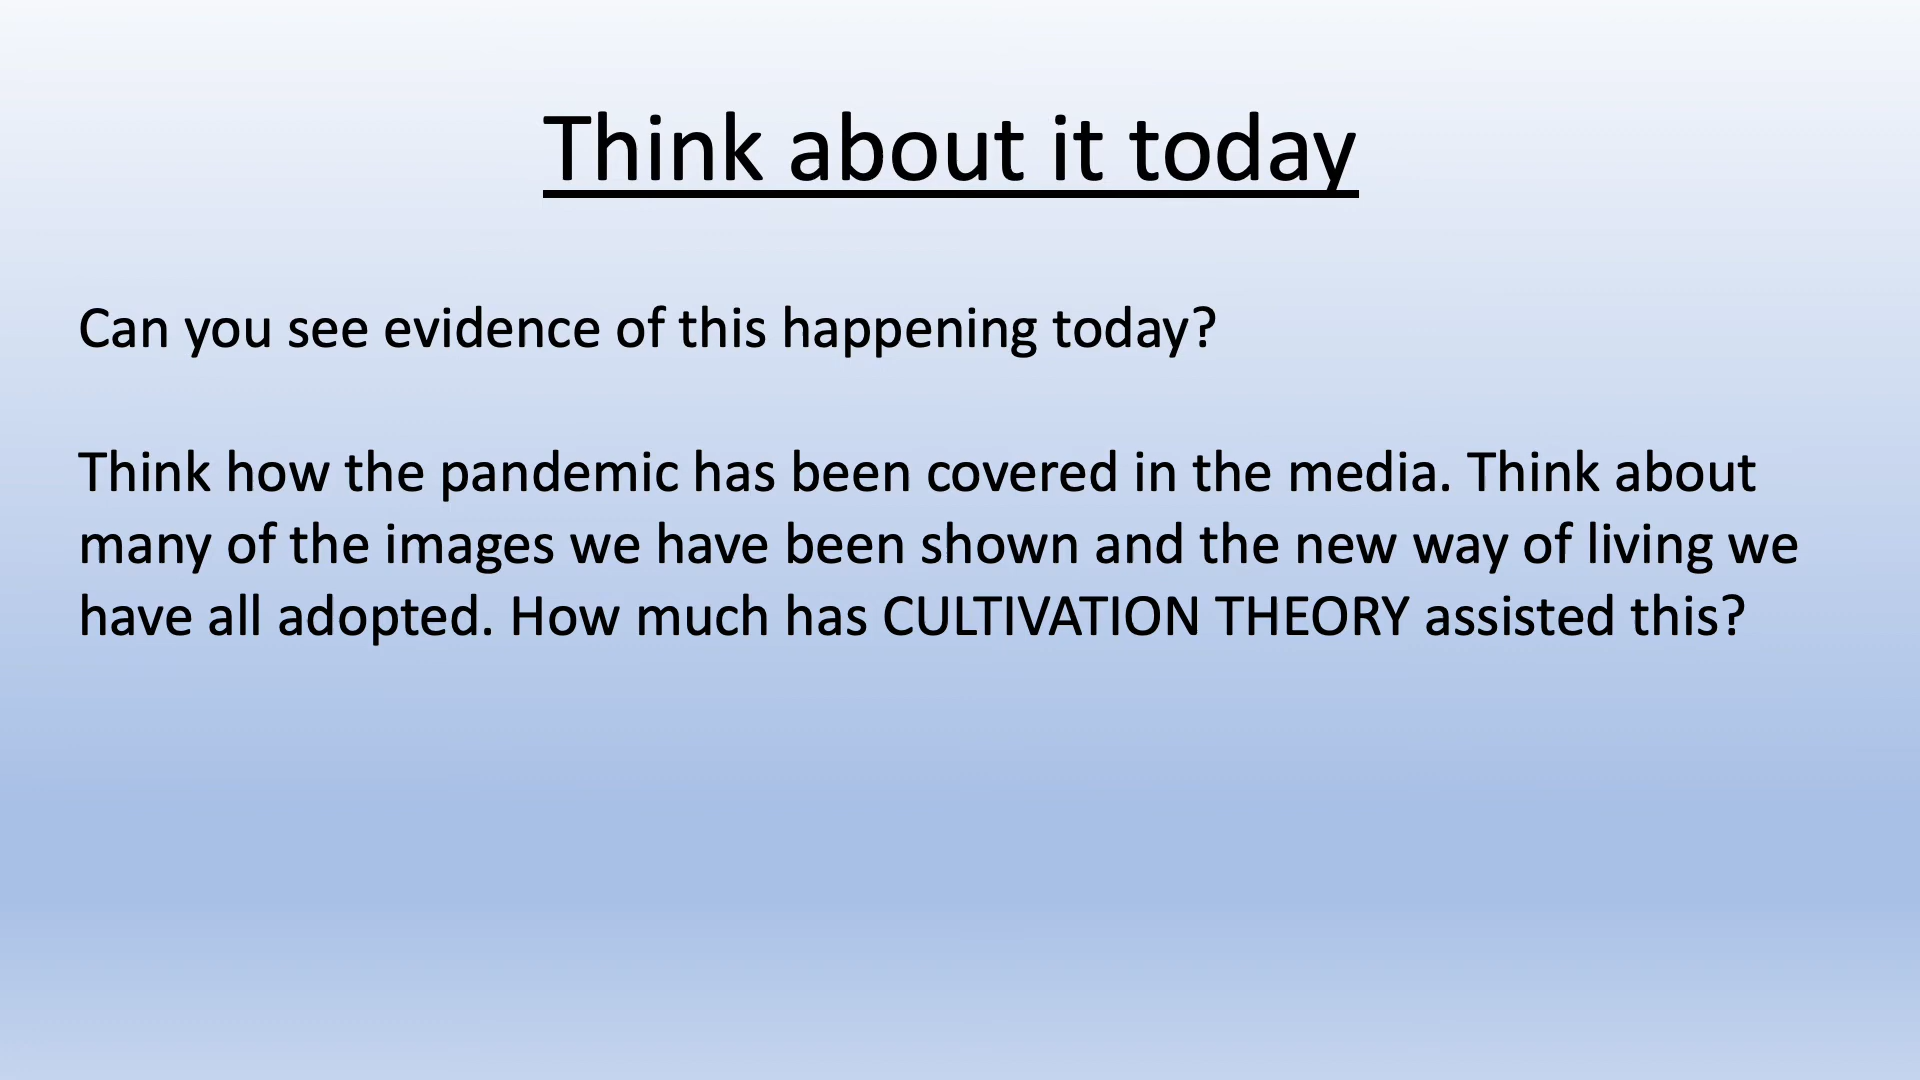 Think about it today
Can you see evidence of this happening today?
Think how the pandemic has been covered in the media. Think about
many of the images we have been shown and the new way of living we
have all adopted. How much has CULTIVATION THEORY assisted this?